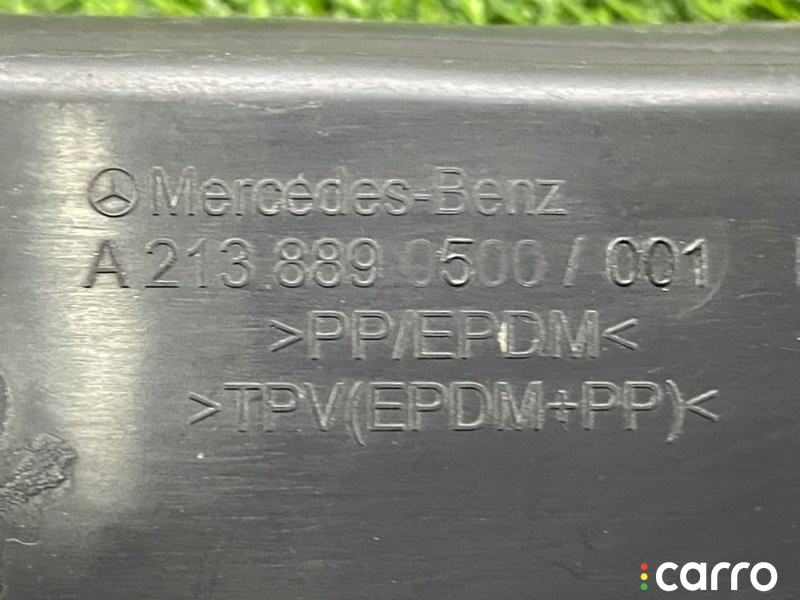 Mercedes-Benz
A 213 889 0500 / 001
>PP/EPDM<
>TPV(EPDM+PP)<
carro